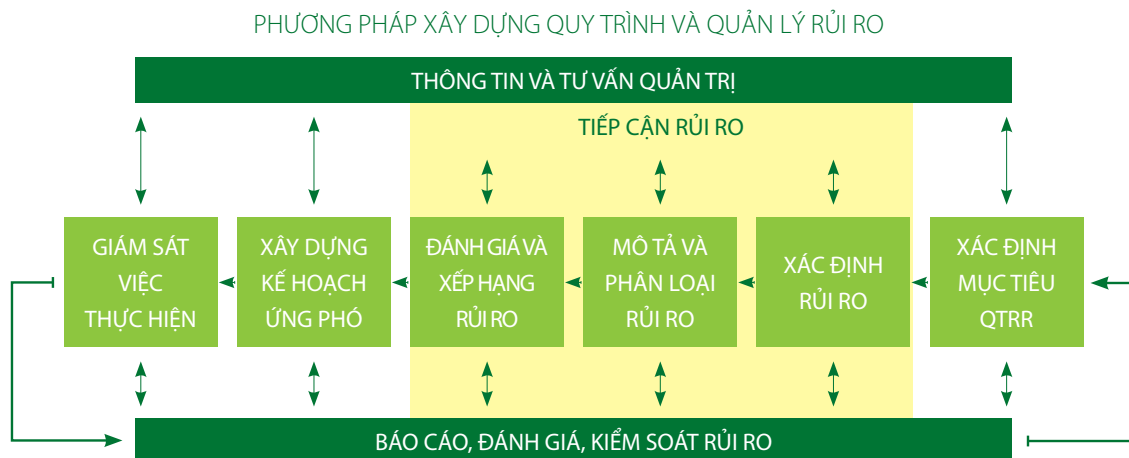 PHƯƠNG PHÁP XÂY DỰNG QUY TRÌNH VÀ QUẢN LÝ RỦI RO
THÔNG TIN VÀ TƯ VẤN QUẢN TRỊ
TIẾP CẬN RỦI RO
GIÁM SÁT
VIỆC
THỰC HIỆN
XÂY DỰNG
KẾ HOẠCH
ỨNG PHÓ
ĐÁNH GIÁ VÀ
XẾP HẠNG
RỦI RO
MÔ TẢ VÀ
PHÂN LOẠI
RỦI RO
XÁC ĐỊNH
RỦI RO
XÁC ĐỊNH
MỤC TIÊU
QTRR
BÁO CÁO, ĐÁNH GIÁ, KIỂM SOÁT RỦI RO